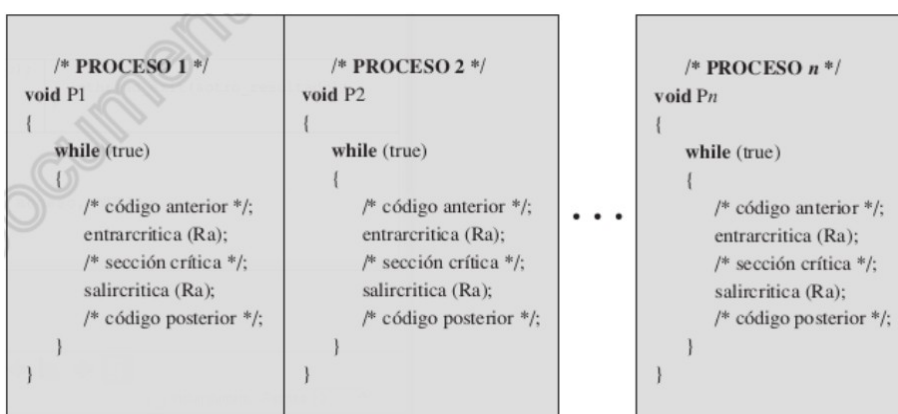 /* PROCESO 1 */
void P1
{
while (true)
{
/* código anterior */;
entrarcritica (Ra);
/* sección crítica */;
salircritica (Ra);
/* código posterior */;
}
}
/* PROCESO 2 */
void P2
{
while (true)
{
/* código anterior */;
entrarcritica (Ra);
/* sección crítica */;
salircritica (Ra);
/* código posterior */;
}
}
• • •
/* PROCESO n */
void Pn
{
while (true)
{
/* código anterior */;
entrarcritica (Ra);
/* sección crítica */;
salircritica (Ra);
/* código posterior */;
}
}